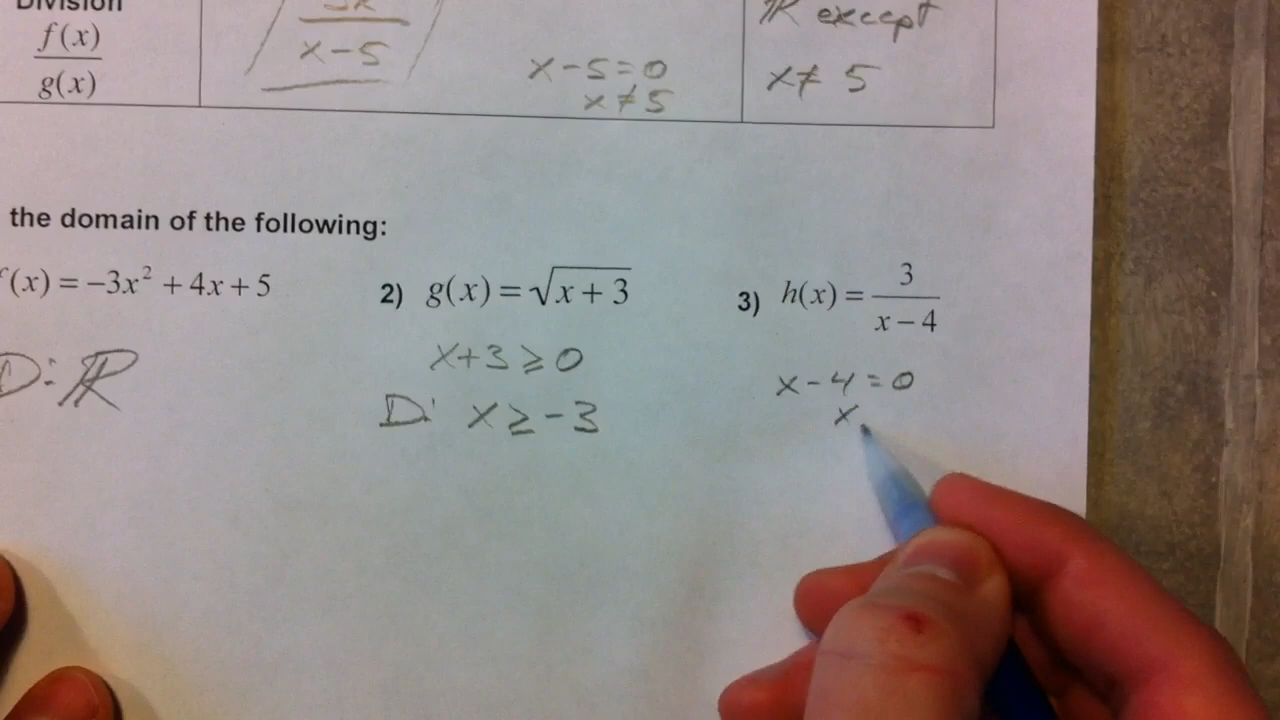 Division
f(x)
g(x)
x-5
x-5=0
x≠5
ℝ except
x≠ 5
the domain of the following:
(x) = −3x² + 4x + 5
D: ℝ
2) g(x) = √x + 3
x+3 ≥ 0
D: x ≥ -3
3) h(x) = 3
x − 4
x - 4 = 0
x